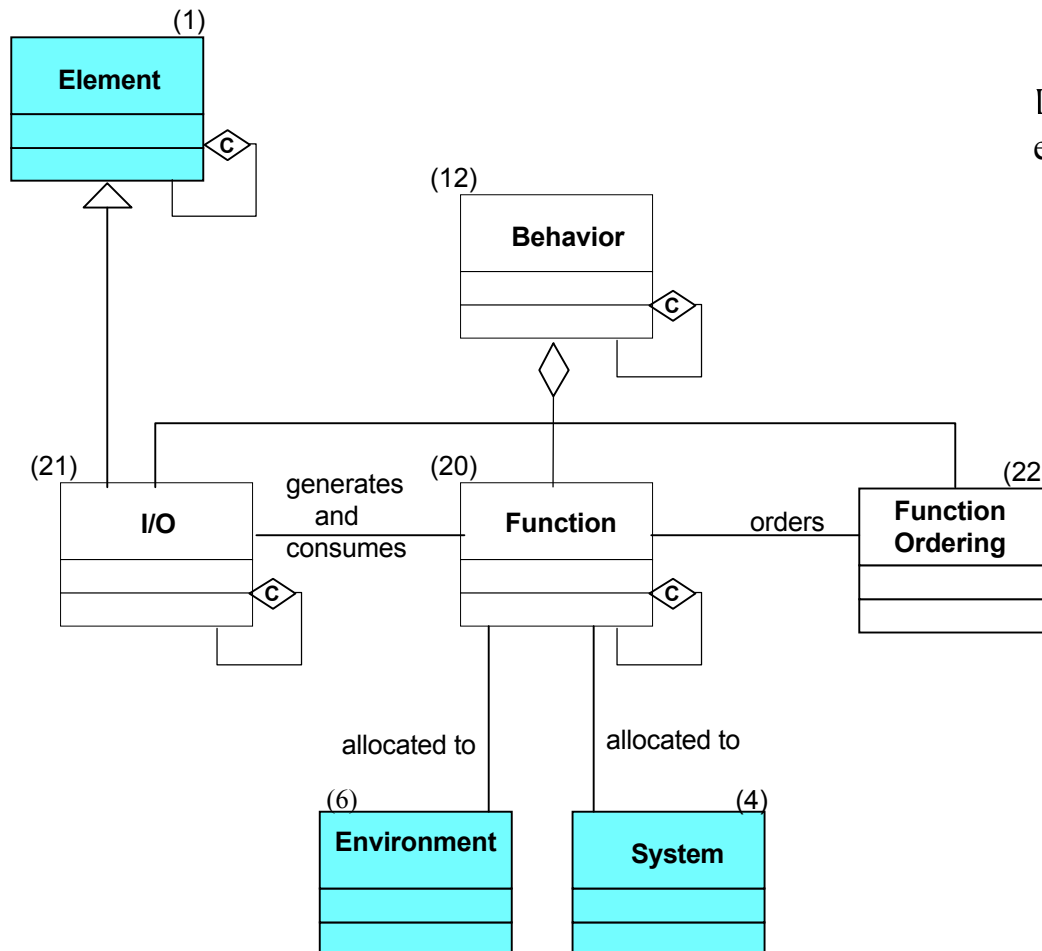 (1)
Element
C
(12)
Behavior
C
(21)
I/O
C
generates
and
consumes
(20)
Function
C
orders
(22
Function
Ordering
allocated to
allocated to
(6)
Environment
(4)
System